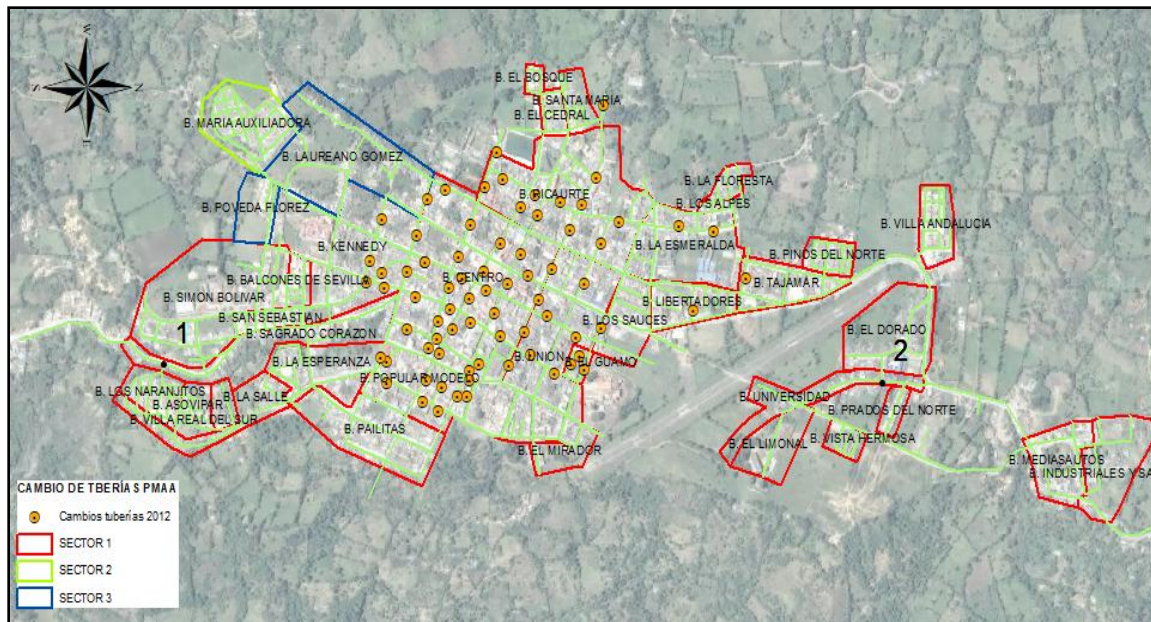 W
S
N
E
B. EL BOSQUE
B. SANTA MARIA
B. EL CEDRAL
B. MARIA AUXILIADORA
B. LAUREANO GOMEZ
B. RICAURTE
B. LA FLORESTA
B. LOS ALPES
B. POVEDA FLOREZ
B. VILLA ANDALUCIA
B. KENNEDY
B. LA ESMERALDA
B. PINOS DEL NORTE
B. BALCONES DE SEVILLA
B. CENTRO
B. TAJAMAR
B. SIMON BOLIVAR
B. LIBERTADORES
B. SAN SEBASTIAN
B. LOS SAUCES
1
B. SAGRADO CORAZON
B. EL DORADO
2
B. LA ESPERANZA
B. UNION
B. EL GUAMO
B. POPULAR MODELO
B. LOS NARANJITOS
B. LA SALLE
B. ASOVIPAR
B. UNIVERSIDAD
B. VILLA REAL DEL SUR
B. PRADOS DEL NORTE
B. PAILITAS
B. VISTA HERMOSA
B. EL MIRADOR
B. EL LIMONAL
B. MEDIASAUTOS
B. INDUSTRIALES Y SA
CAMBIO DE TBERÍAS PMAA
Cambios tuberías 2012
SECTOR 1
SECTOR 2
SECTOR 3